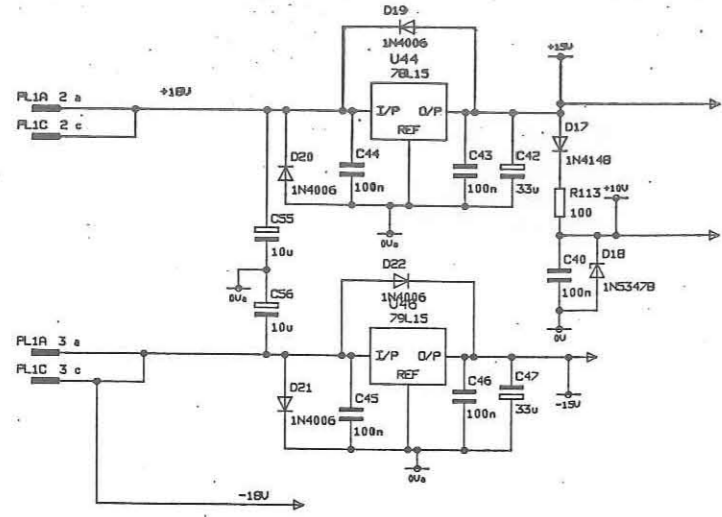 D19
1N4006
U44
78L15
+15V
PL1A 2 a
+18V
PL1C 2 c
I/P O/P
REF
D17
1N4148
D20
1N4006
C44
100n
C43
100n
C42
33u
R113
100
+10V
C55
10u
0Va
D22
1N4006
C40
100n
D18
1N5347B
0Va
C56
10u
0V
U46
79L15
PL1A 3 a
PL1C 3 c
I/P O/P
REF
D21
1N4006
C45
100n
C46
100n
C47
33u
-15V
0Va
-18V